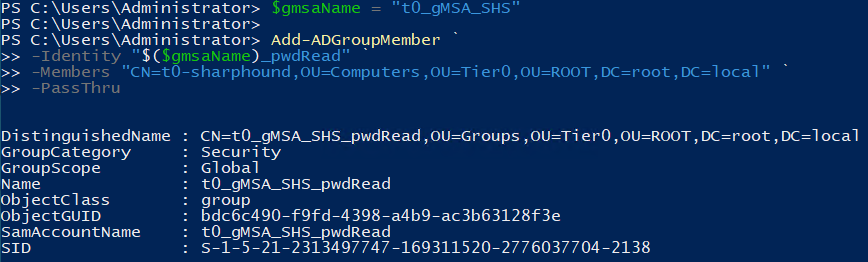 PS C:\Users\Administrator> $gmsaName = "t0_gMSA_SHS"
PS C:\Users\Administrator>
PS C:\Users\Administrator> Add-ADGroupMember `
>> -Identity "$($gmsaName)_pwdRead" `
>> -Members "CN=t0-sharphound,OU=Computers,OU=Tier0,OU=ROOT,DC=root,DC=local" `
>> -PassThru
DistinguishedName : CN=t0_gMSA_SHS_pwdRead,OU=Groups,OU=Tier0,OU=ROOT,DC=root,DC=local
GroupCategory     : Security
GroupScope        : Global
Name              : t0_gMSA_SHS_pwdRead
ObjectClass       : group
ObjectGUID        : bdc6c490-f9fd-4398-a4b9-ac3b63128f3e
SamAccountName    : t0_gMSA_SHS_pwdRead
SID               : S-1-5-21-2313497747-169311520-2776037704-2138